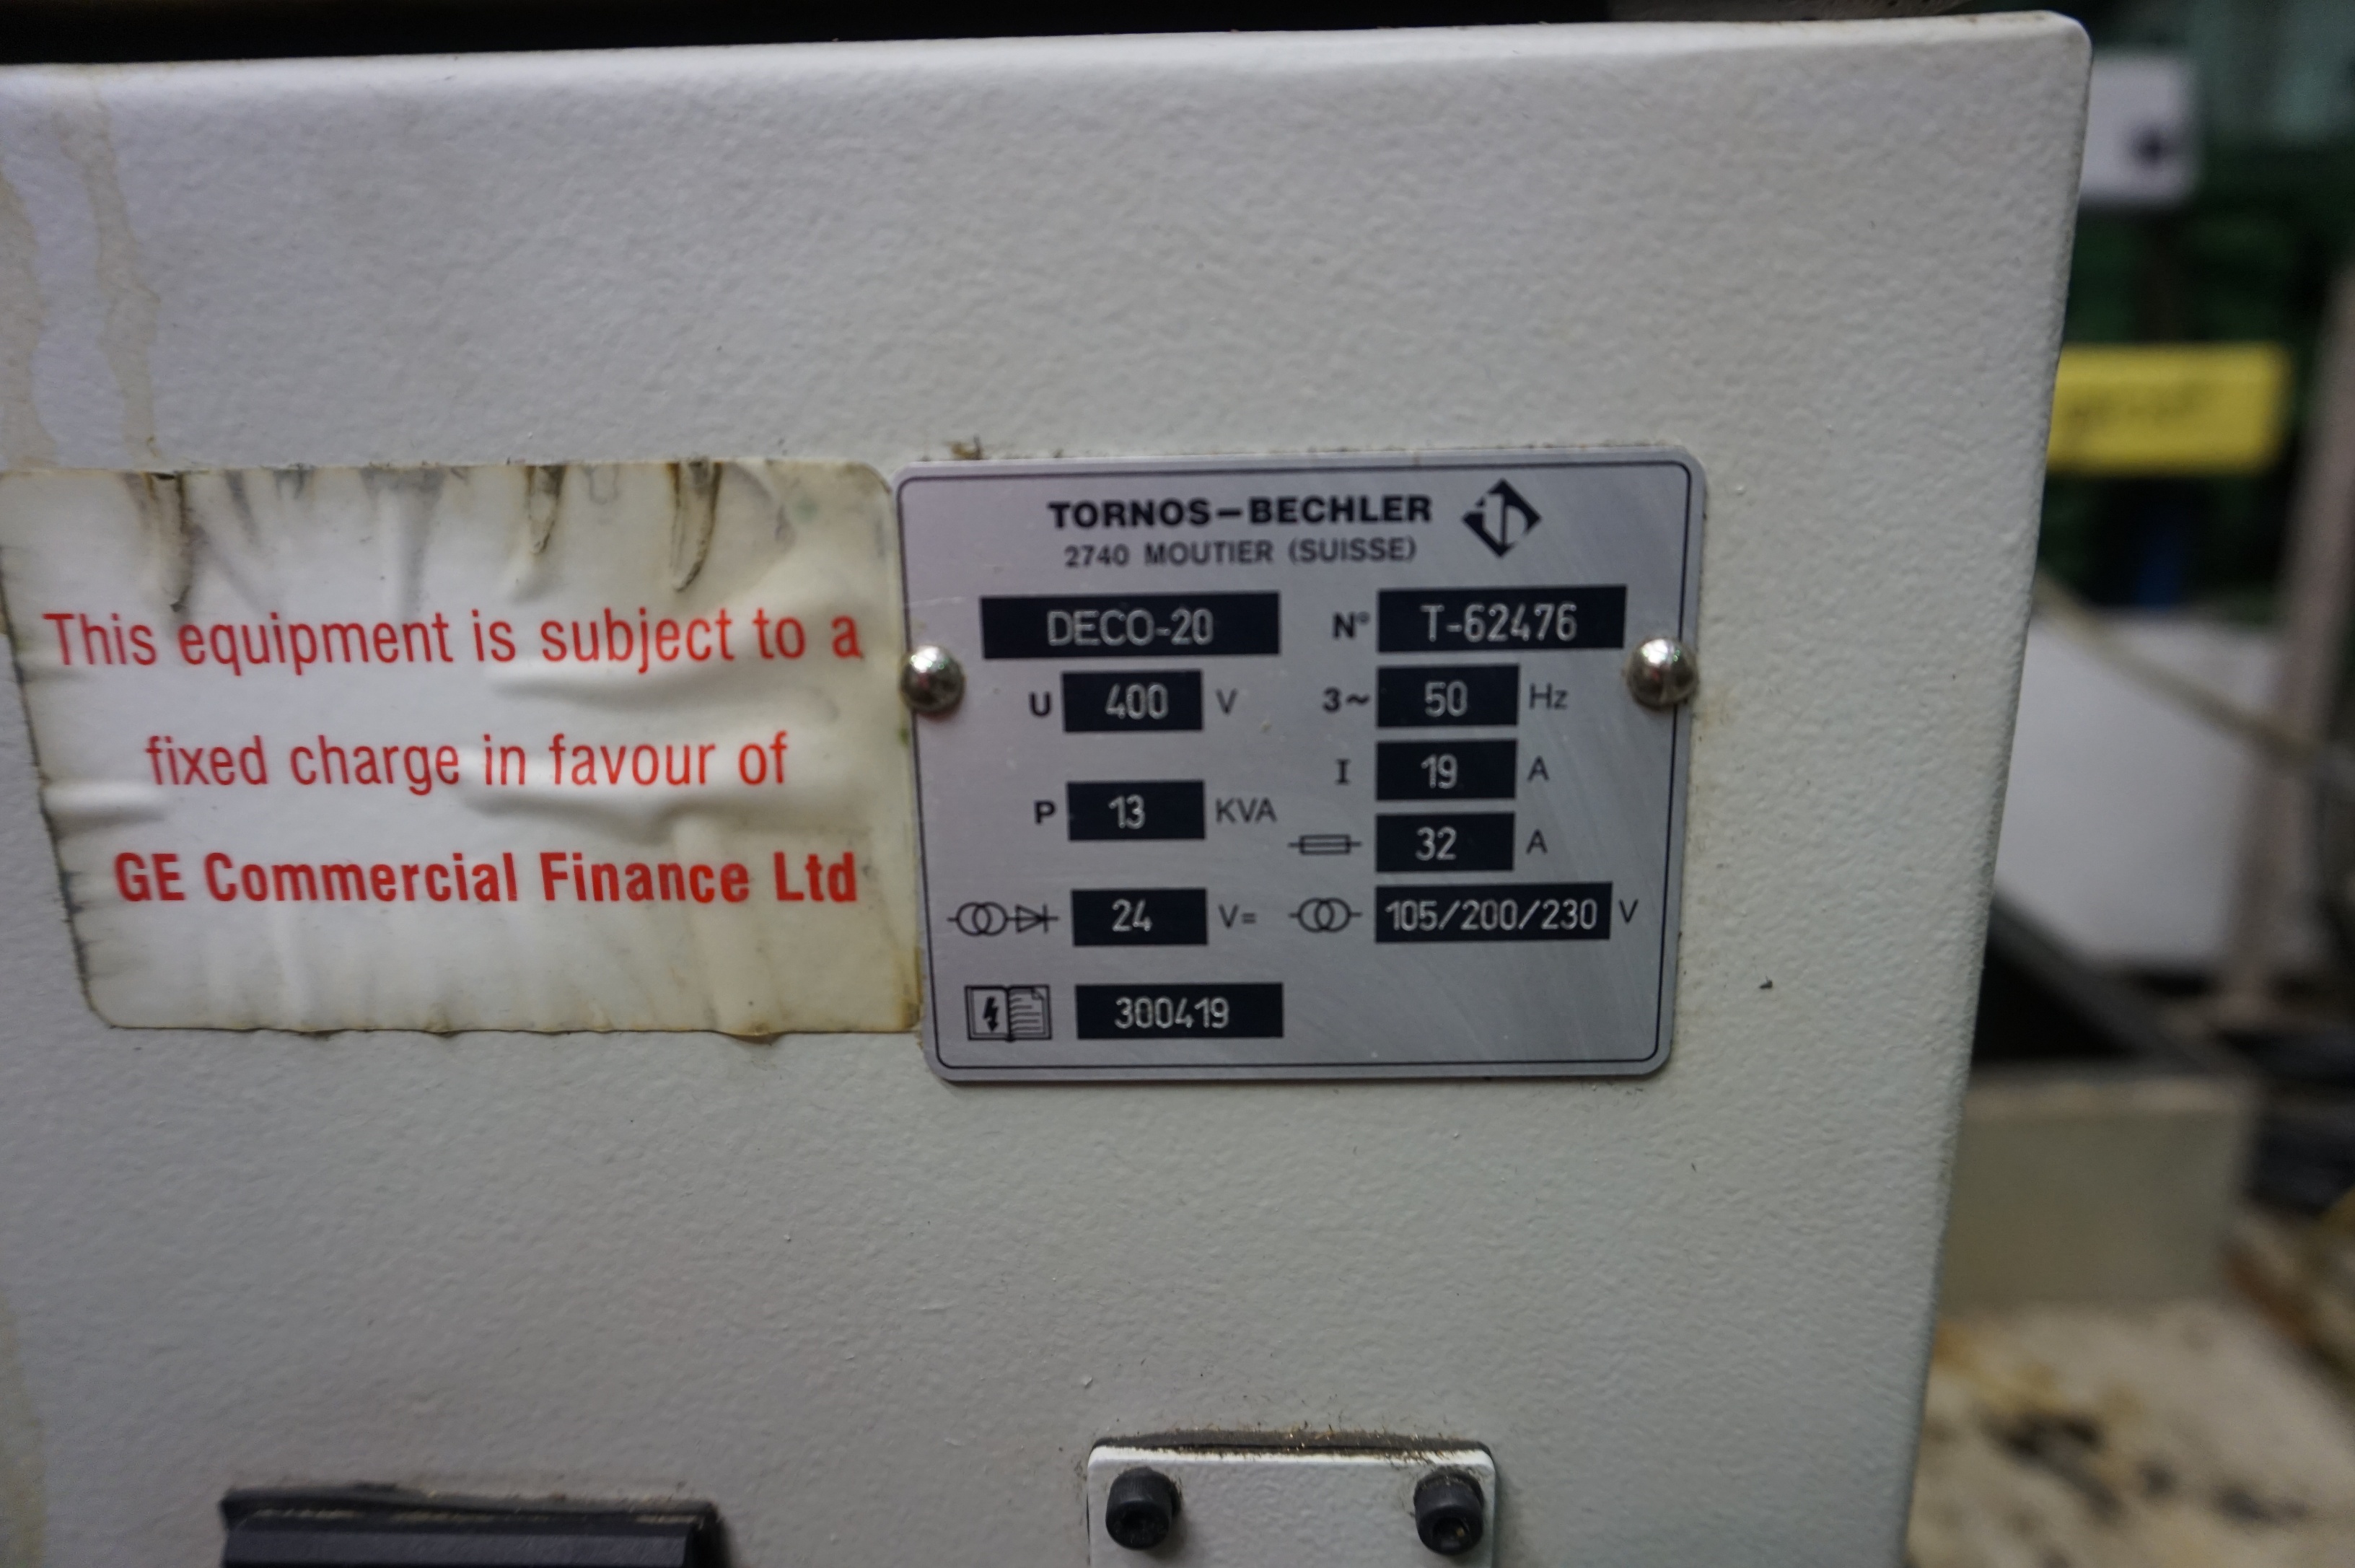 This equipment is subject to a
fixed charge in favour of
GE Commercial Finance Ltd
TORNOS-BECHLER
2740 MOUTIER (SUISSE)
DECO-20 N° T-62476
U 400 V 3~ 50 Hz
I 19 A
P 13 KVA
32 A
24 V= 105/200/230 V
300419